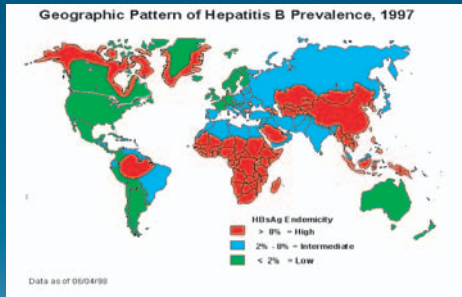 Geographic Pattern of Hepatitis B Prevalence, 1997
HBsAg Endemicity
> 8% = High
2% - 8% = Intermediate
< 2% = Low
Data as of 06/04/98